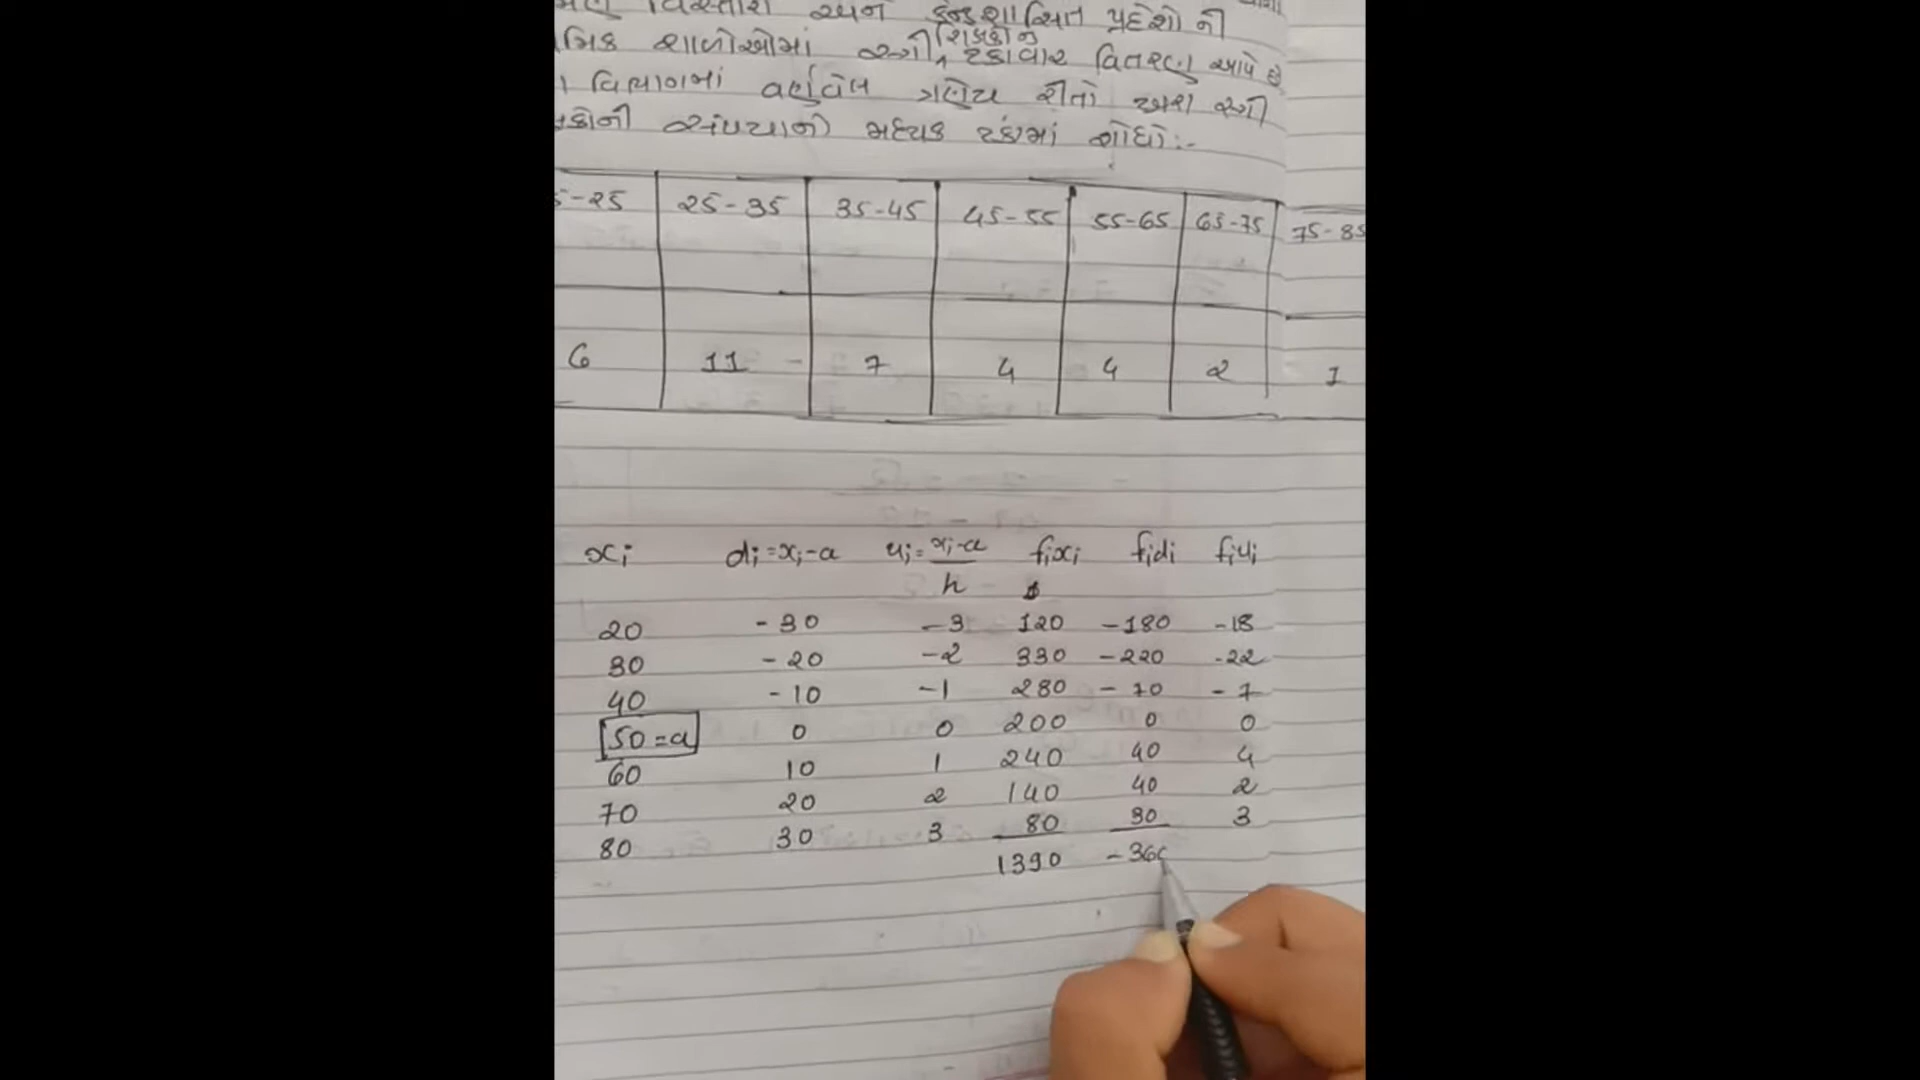 વિસ્તારો અને કેન્દ્રશાસિત પ્રદેશો ની
શાળાઓમાં સ્ત્રી શિક્ષકોનું ટકાવાર વિતરણ આપે છે
વિભાગમાં વર્ણવેલ ત્રણેય રીતો સ્ત્રી
મધ્યક ટકામાં શોધો:-
5-25 25-35 35-45 45-55 55-65 65-75 75-85
6 11 7 4 4 2 1
xi di=xi-a ui=xi-a/h fixi fidi fiui
20 -30 -3 120 -180 -18
30 -20 -2 330 -220 -22
40 -10 -1 280 -70 -7
50=a 0 0 200 0 0
60 10 1 240 40 4
70 20 2 140 40 2
80 30 3 80 30 3
1390 -360